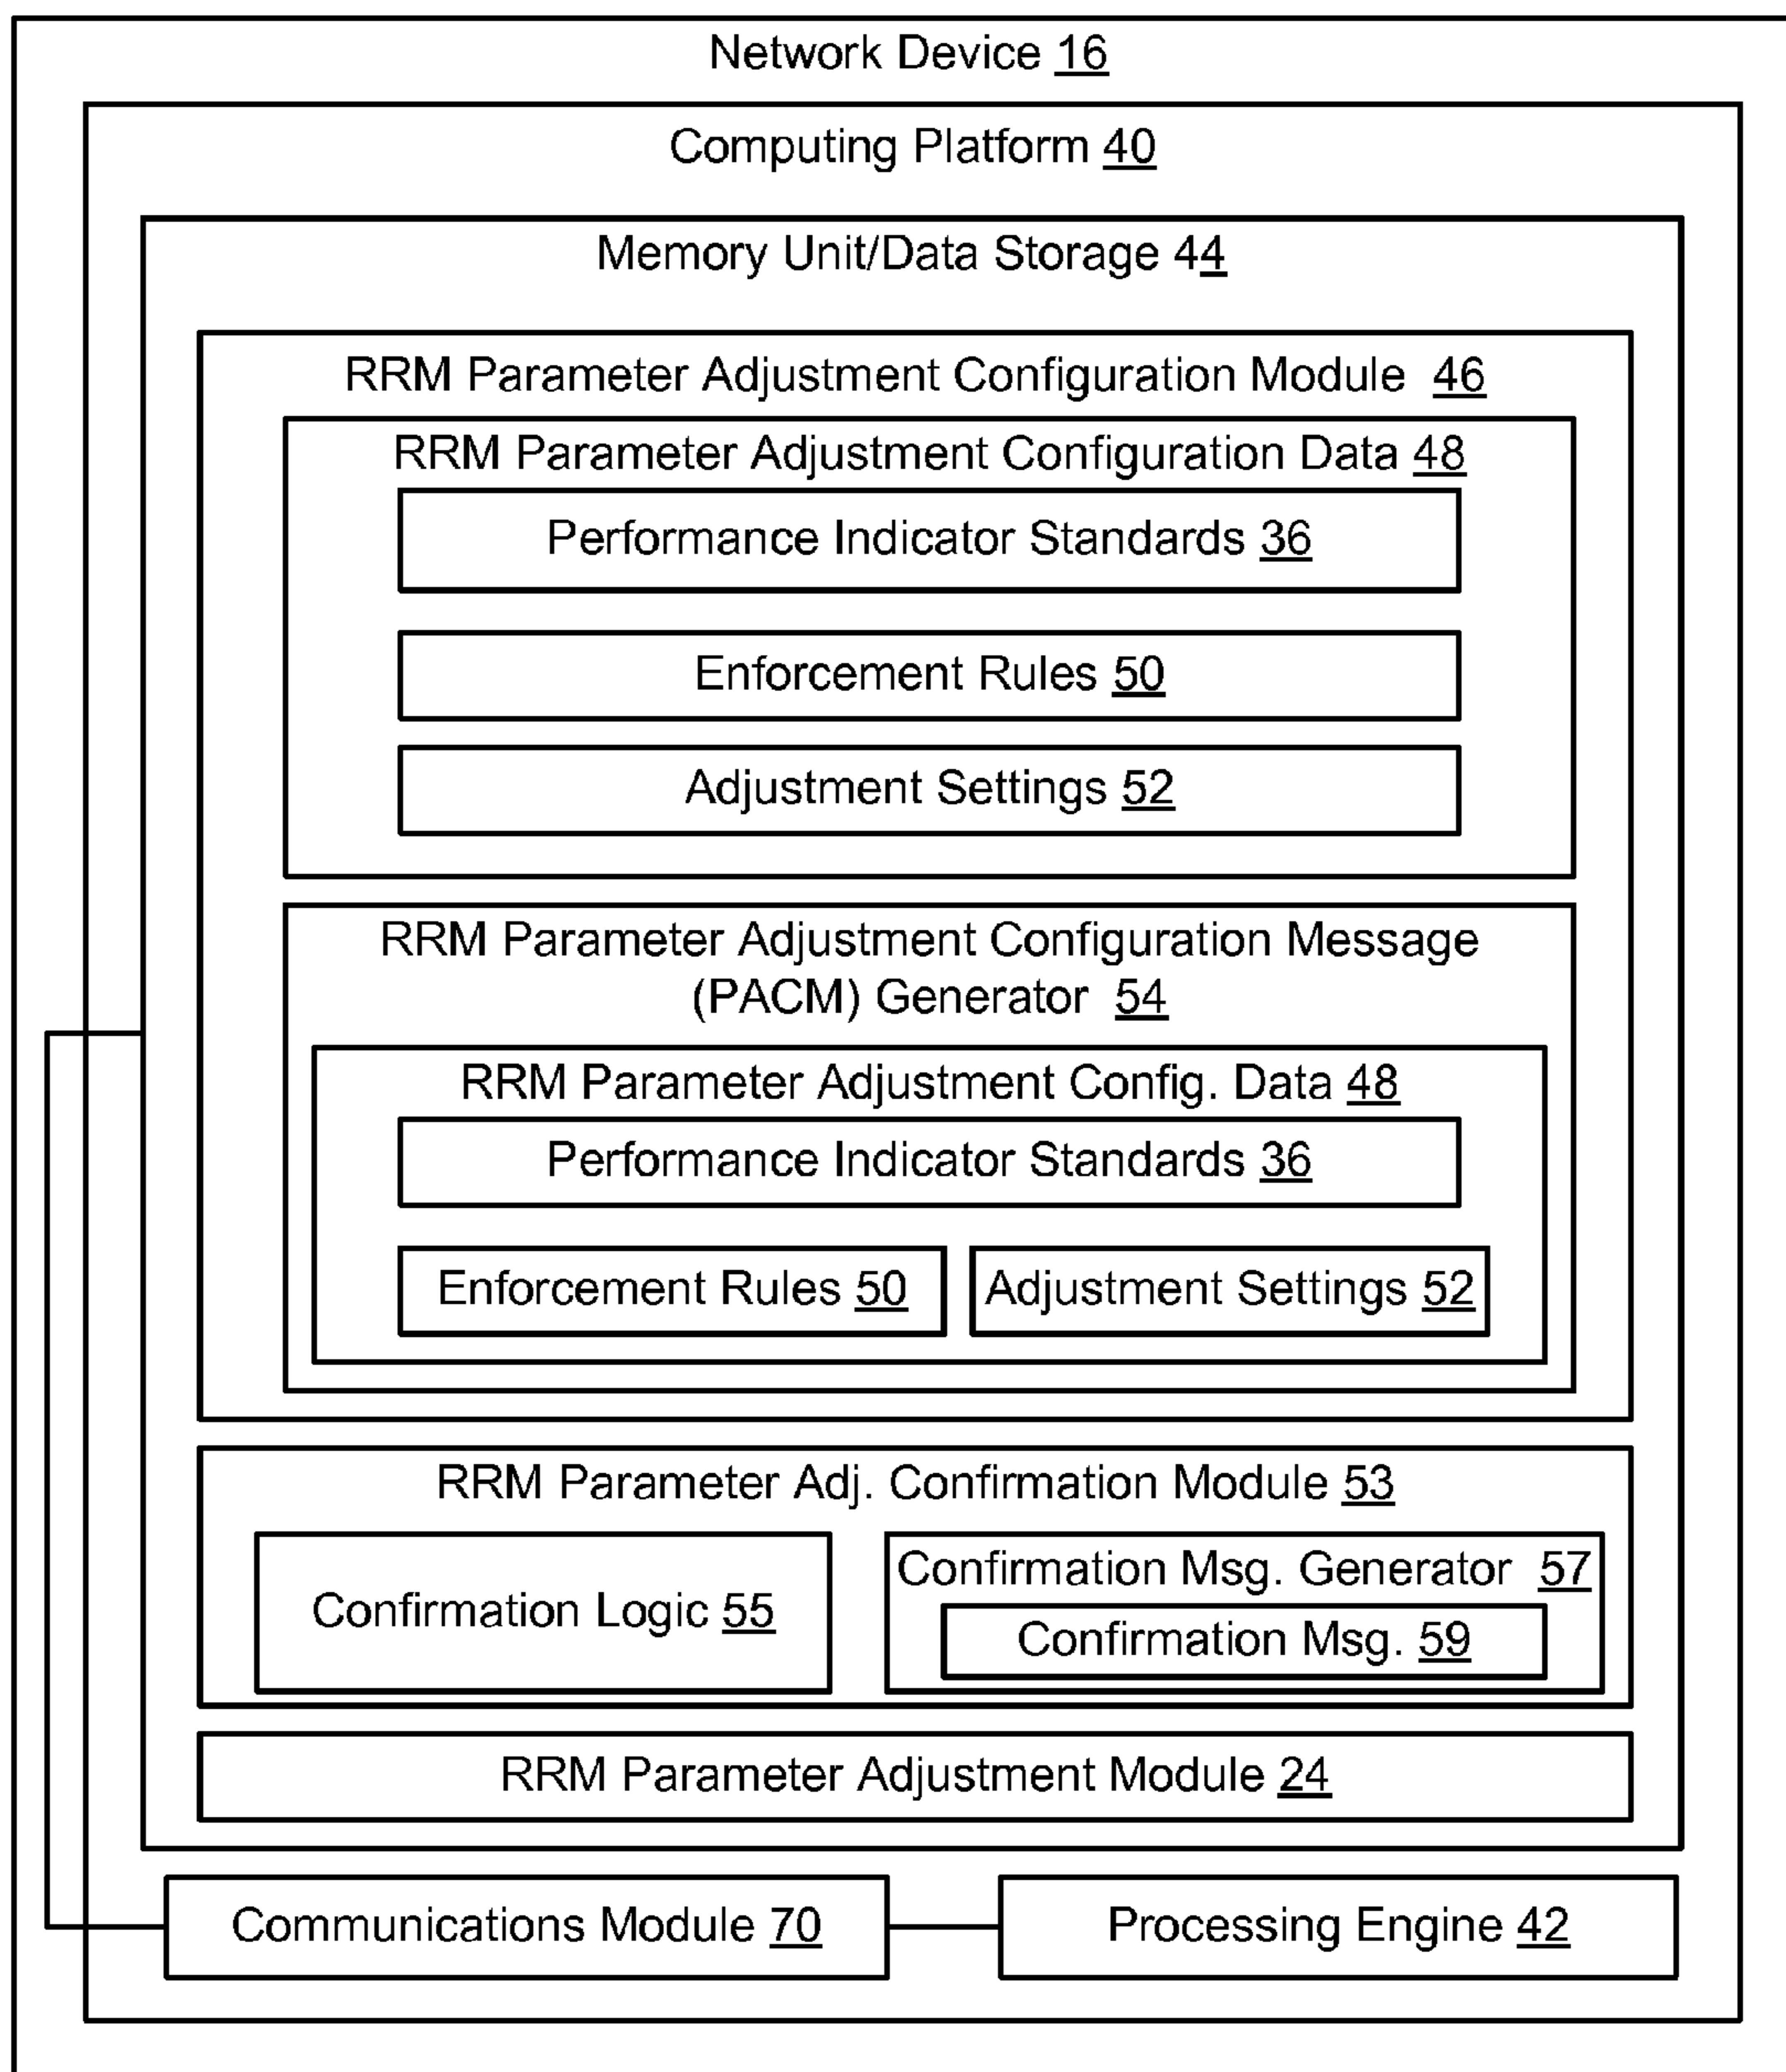 Network Device 16
Computing Platform 40
Memory Unit/Data Storage 44
RRM Parameter Adjustment Configuration Module 46
RRM Parameter Adjustment Configuration Data 48
Performance Indicator Standards 36
Enforcement Rules 50
Adjustment Settings 52
RRM Parameter Adjustment Configuration Message
(PACM) Generator 54
RRM Parameter Adjustment Config. Data 48
Performance Indicator Standards 36
Enforcement Rules 50
Adjustment Settings 52
RRM Parameter Adj. Confirmation Module 53
Confirmation Logic 55
Confirmation Msg. Generator 57
Confirmation Msg. 59
RRM Parameter Adjustment Module 24
Communications Module 70
Processing Engine 42